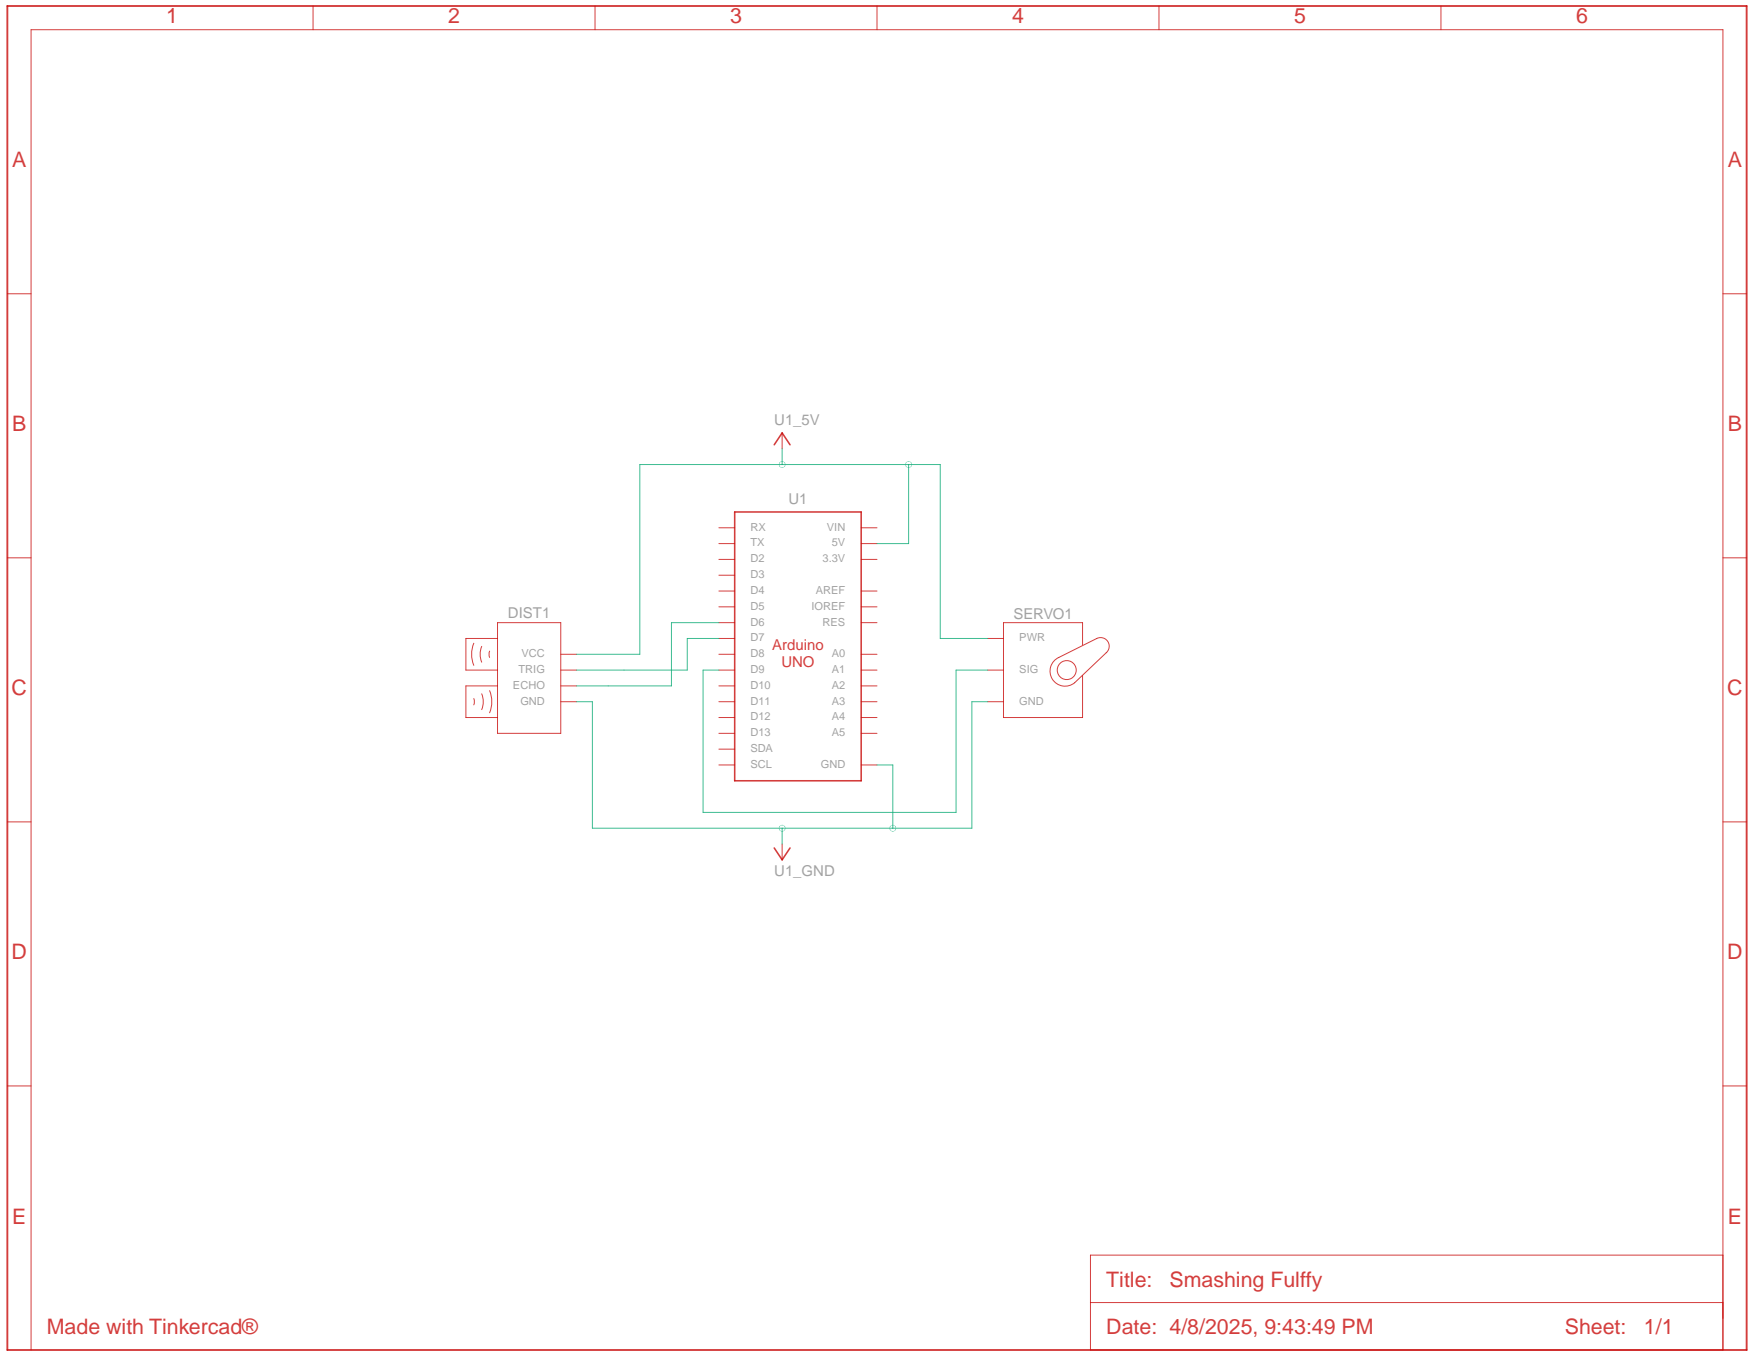 1 2 3 4 5 6
A A
B B
U1_5V
U1
RX VIN
TX 5V
D2 3.3V
D3
D4 AREF
D5 IOREF
D6 RES
D7
Arduino
UNO
D8 A0
D9 A1
D10 A2
D11 A3
D12 A4
D13 A5
SDA
SCL GND
DIST1
VCC
TRIG
ECHO
GND
SERVO1
PWR
SIG
GND
C C
U1_GND
D D
E E
Title: Smashing Fulffy
Made with Tinkercad®
Date: 4/8/2025, 9:43:49 PM Sheet: 1/1